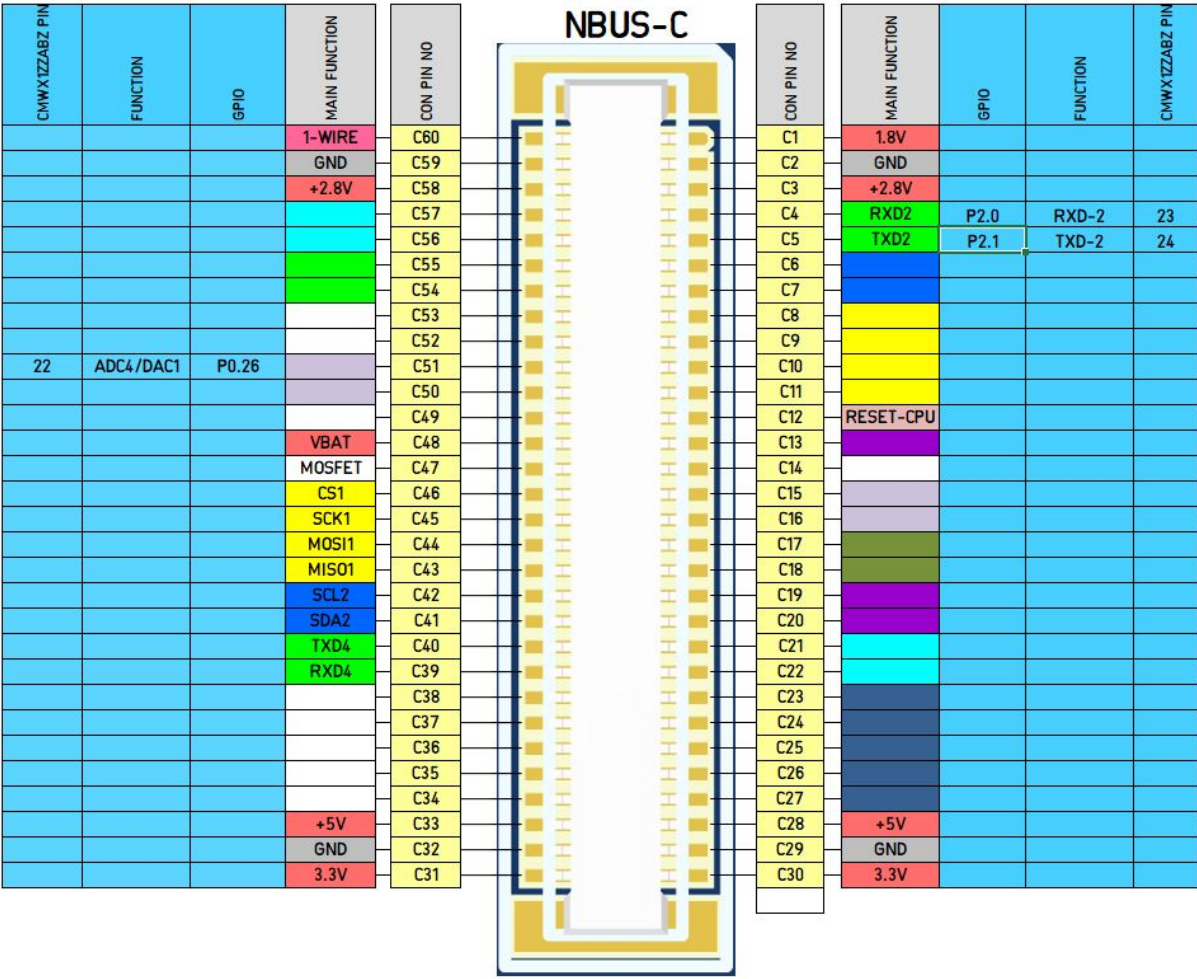 NBUS-C
CMWX1ZZABZ PIN FUNCTION GPIO MAIN FUNCTION CON PIN NO CON PIN NO MAIN FUNCTION GPIO FUNCTION CMWX1ZZABZ PIN
1-WIRE C60 C1 1.8V
GND C59 C2 GND
+2.8V C58 C3 +2.8V
C57 C4 RXD2 P2.0 RXD-2 23
C56 C5 TXD2 P2.1 TXD-2 24
C55 C6
C54 C7
C53 C8
C52 C9
22 ADC4/DAC1 P0.26 C51 C10
C50 C11
C49 C12 RESET-CPU
VBAT C48 C13
MOSFET C47 C14
CS1 C46 C15
SCK1 C45 C16
MOSI1 C44 C17
MISO1 C43 C18
SCL2 C42 C19
SDA2 C41 C20
TXD4 C40 C21
RXD4 C39 C22
C38 C23
C37 C24
C36 C25
C35 C26
C34 C27
+5V C33 C28 +5V
GND C32 C29 GND
3.3V C31 C30 3.3V